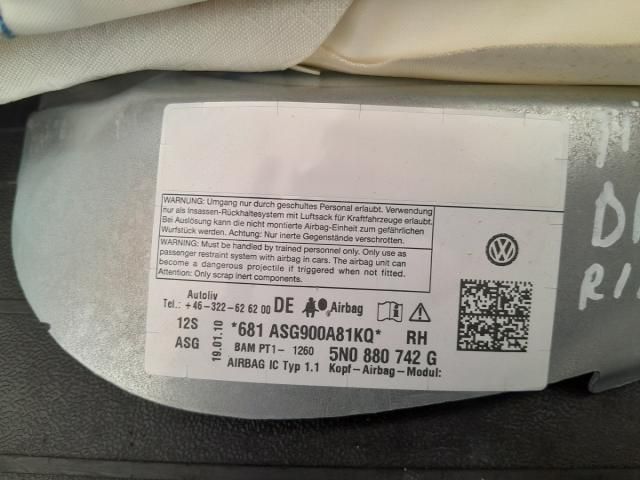 WARNUNG: Umgang nur durch geschultes Personal erlaubt. Verwendung
nur als Insassen-Rückhaltesystem mit Luftsack für Kraftfahrzeuge erlaubt.
Bei Auslösung kann die nicht montierte Airbag-Einheit zum gefährlichen
Wurfstück werden. Achtung: Nur inerte Gegenstände verschrotten.
WARNING: Must be handled by trained personnel only. Only use as
passenger restraint system with airbag in cars. The airbag unit can
become a dangerous projectile if triggered when not fitted.
Attention: Only scrap inert components.
Autoliv
Tel.: +46-322-62 62 00 DE Airbag
12S *681 ASG900A81KQ* RH
ASG 19.01.10 BAM PT1- 1260 5N0 880 742 G
AIRBAG IC Typ 1.1 Kopf-Airbag-Modul: